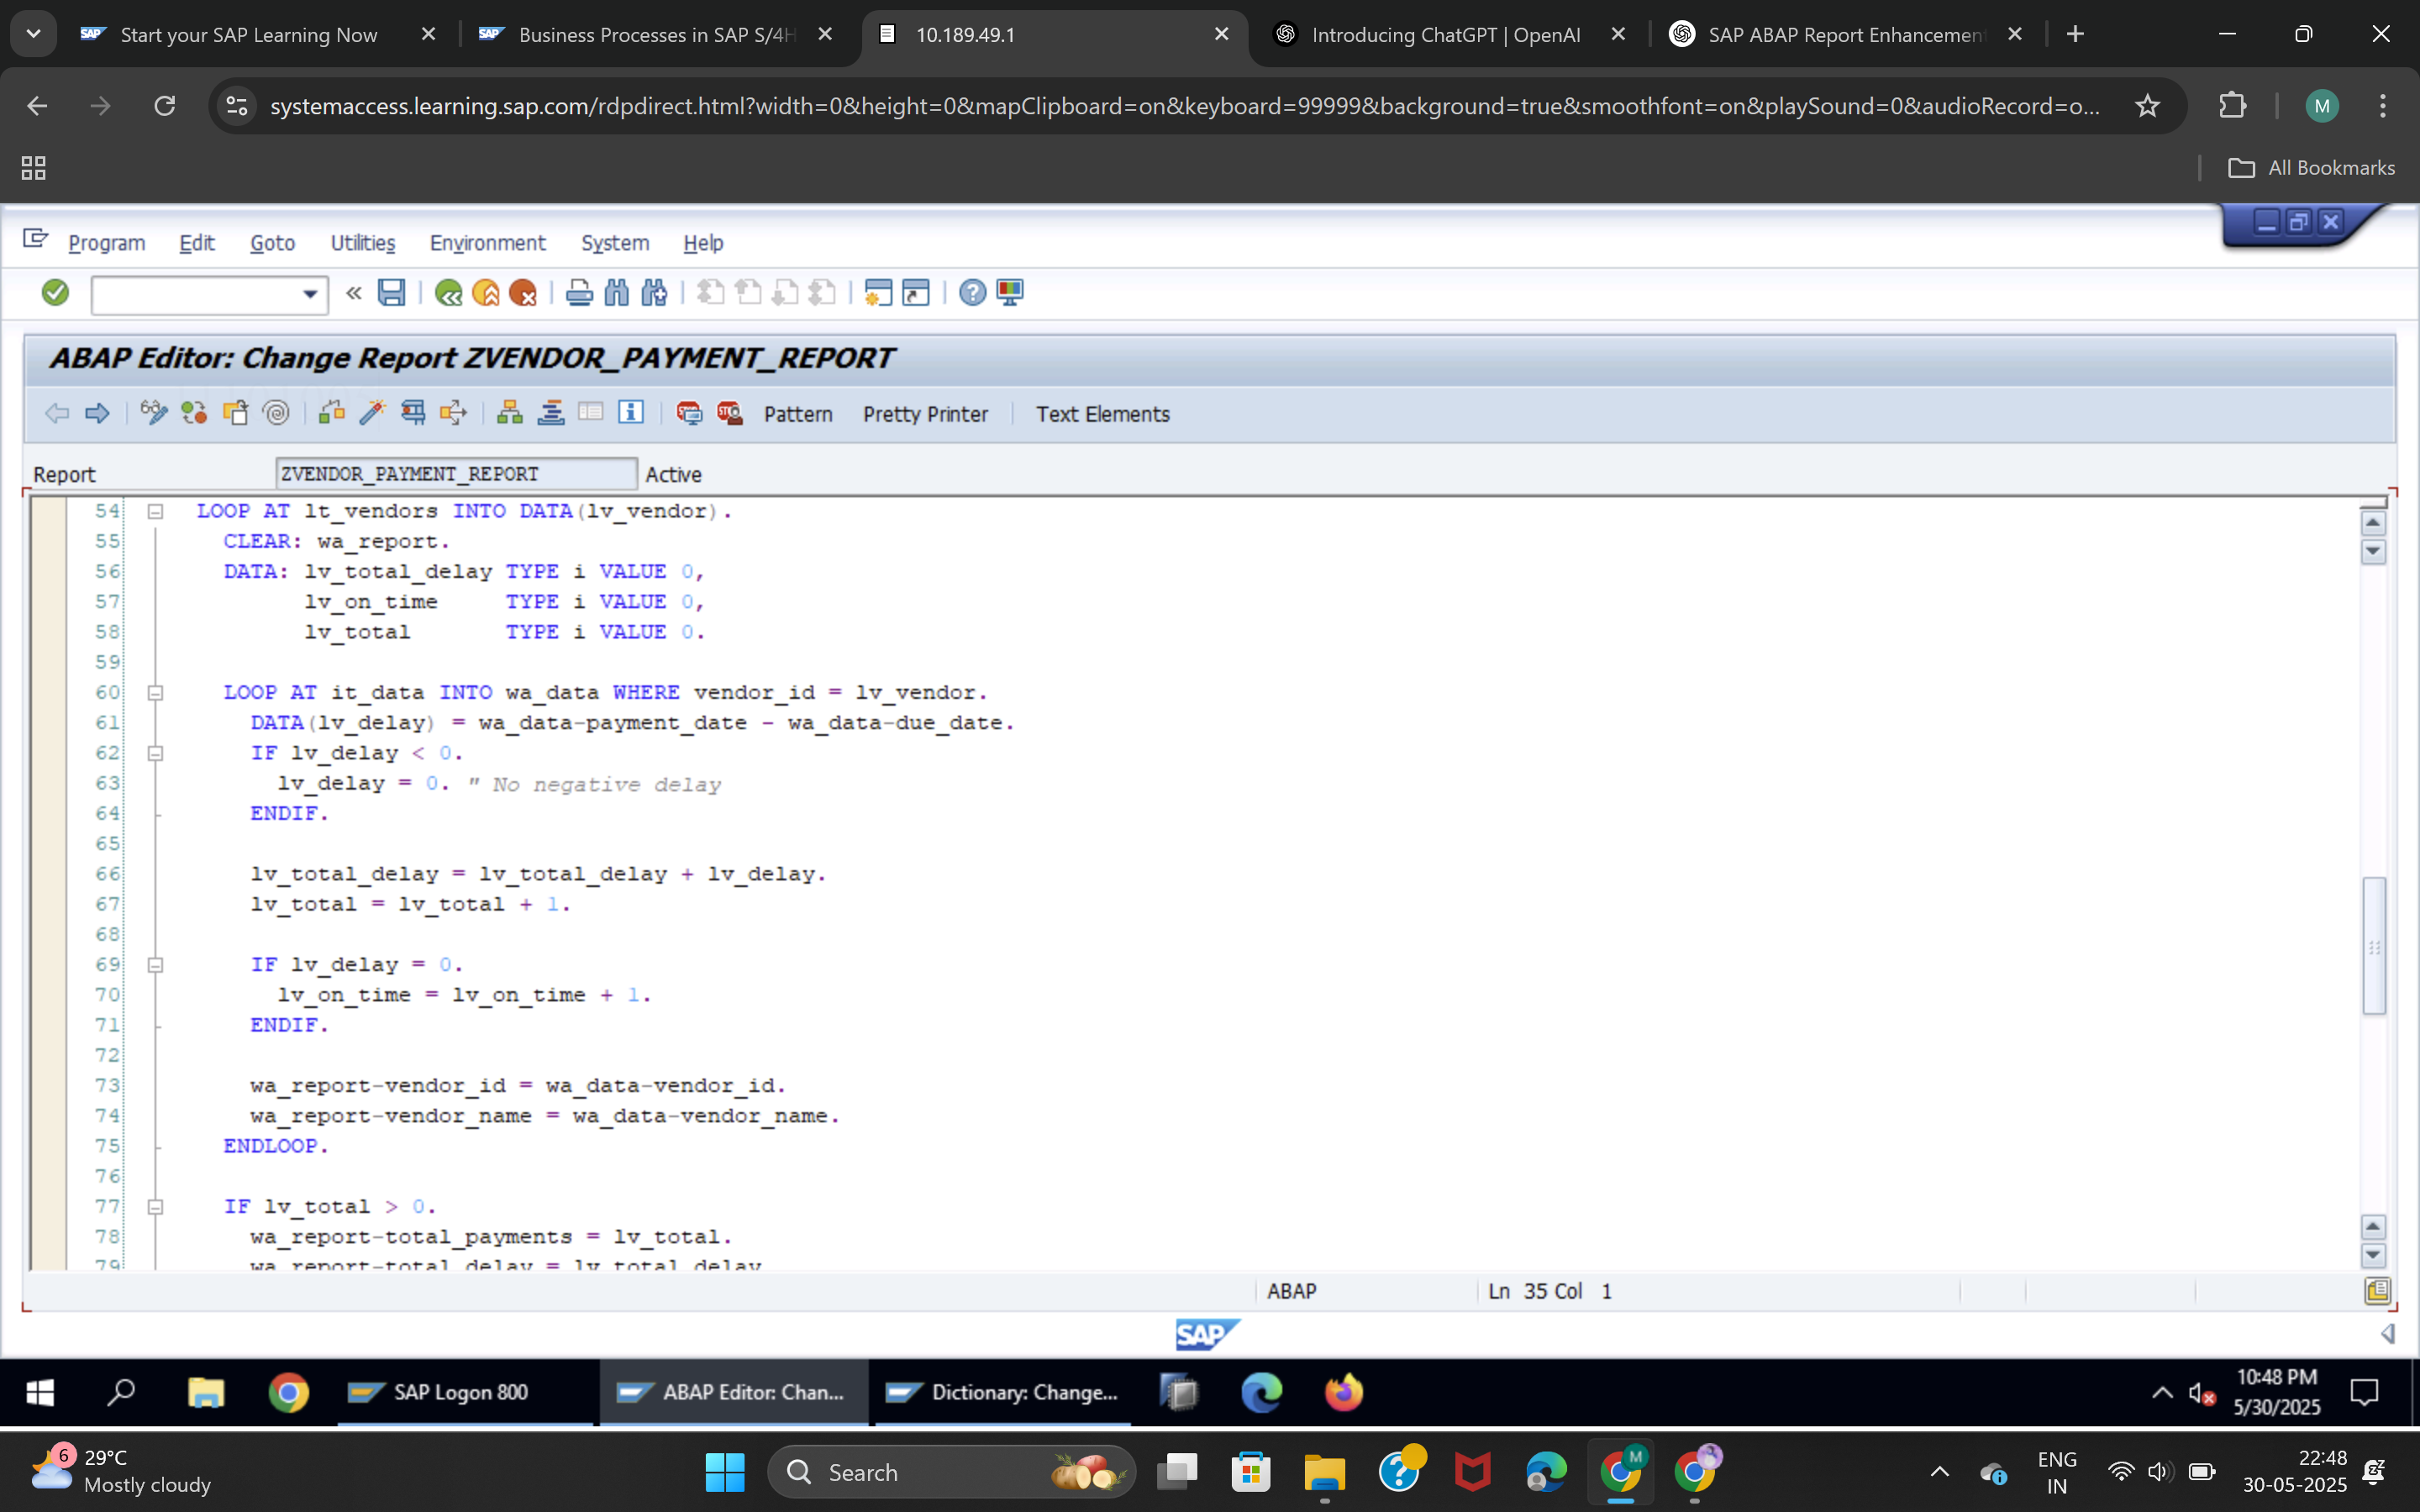 Start your SAP Learning Now
Business Processes in SAP S/4H
10.189.49.1
Introducing ChatGPT | OpenAI
SAP ABAP Report Enhancemen
systemaccess.learning.sap.com/rdpdirect.html?width=0&height=0&mapClipboard=on&keyboard=99999&background=true&smoothfont=on&playSound=0&audioRecord=o...
M
All Bookmarks
Program Edit Goto Utilities Environment System Help
ABAP Editor: Change Report ZVENDOR_PAYMENT_REPORT
Pattern Pretty Printer Text Elements
Report ZVENDOR_PAYMENT_REPORT Active
54 LOOP AT lt_vendors INTO DATA(lv_vendor).
55 CLEAR: wa_report.
56 DATA: lv_total_delay TYPE i VALUE 0,
57 lv_on_time TYPE i VALUE 0,
58 lv_total TYPE i VALUE 0.
59
60 LOOP AT it_data INTO wa_data WHERE vendor_id = lv_vendor.
61 DATA(lv_delay) = wa_data-payment_date - wa_data-due_date.
62 IF lv_delay < 0.
63 lv_delay = 0. " No negative delay
64 ENDIF.
65
66 lv_total_delay = lv_total_delay + lv_delay.
67 lv_total = lv_total + 1.
68
69 IF lv_delay = 0.
70 lv_on_time = lv_on_time + 1.
71 ENDIF.
72
73 wa_report-vendor_id = wa_data-vendor_id.
74 wa_report-vendor_name = wa_data-vendor_name.
75 ENDLOOP.
76
77 IF lv_total > 0.
78 wa_report-total_payments = lv_total.
79 wa_report-total_delay = lv_total_delay
ABAP Ln 35 Col 1
SAP
SAP Logon 800
ABAP Editor: Chan...
Dictionary: Change...
10:48 PM
5/30/2025
6
29°C
Mostly cloudy
Search
M
ENG
IN
22:48
30-05-2025